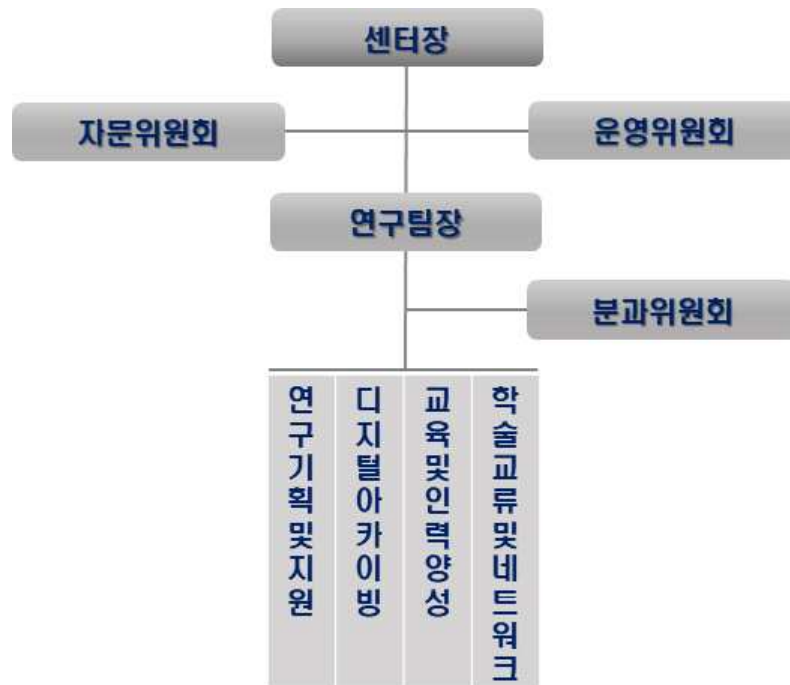 센터장
자문위원회
운영위원회
연구팀장
분과위원회
연구기획및지원
디지털아카이빙
교육및인력양성
학술교류및네트워크